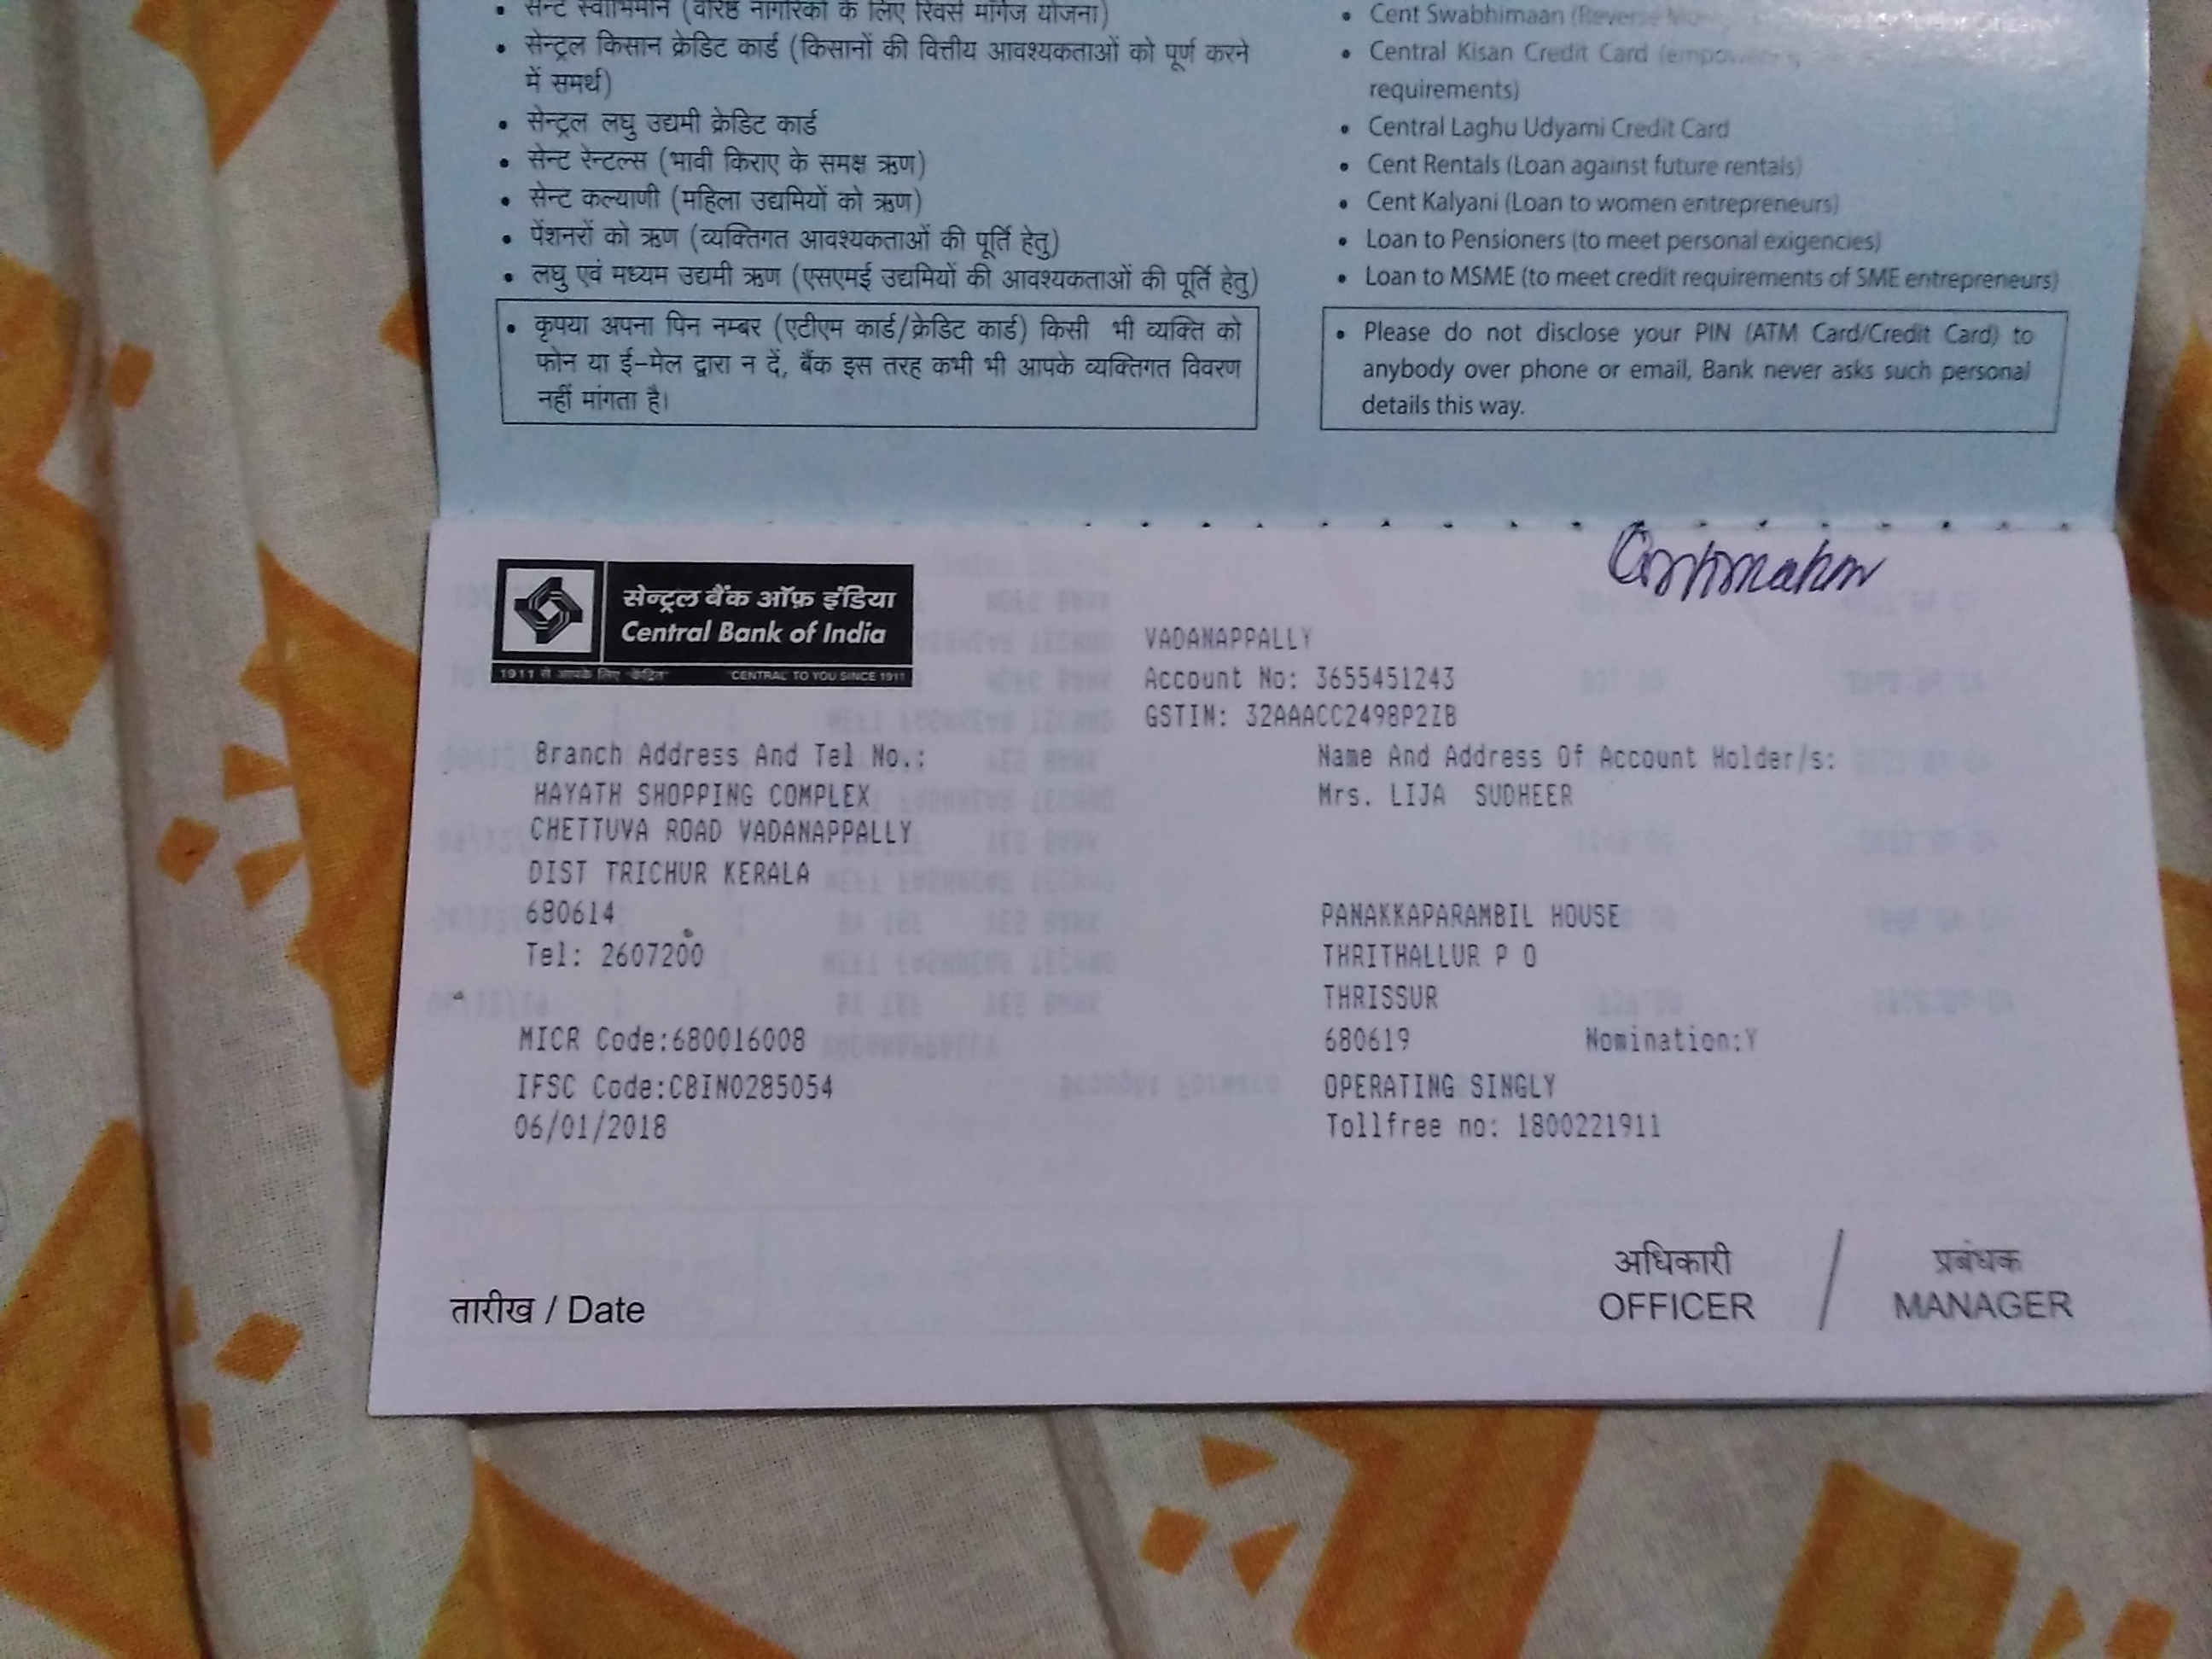 • सेन्ट स्वाभिमान (वरिष्ठ नागरिकों के लिए रिवर्स मॉर्गेज योजना)
• सेन्ट्रल किसान क्रेडिट कार्ड (किसानों की वित्तीय आवश्यकताओं को पूर्ण करने
में समर्थ)
• सेन्ट्रल लघु उद्यमी क्रेडिट कार्ड
• सेन्ट रेन्टल्स (भावी किराए के समक्ष ऋण)
• सेन्ट कल्याणी (महिला उद्यमियों को ऋण)
• पेंशनरों को ऋण (व्यक्तिगत आवश्यकताओं की पूर्ति हेतु)
• लघु एवं मध्यम उद्यमी ऋण (एसएमई उद्यमियों की आवश्यकताओं की पूर्ति हेतु)
• कृपया अपना पिन नम्बर (एटीएम कार्ड/क्रेडिट कार्ड) किसी भी व्यक्ति को
फोन या ई-मेल द्वारा न दें, बैंक इस तरह कभी भी आपके व्यक्तिगत विवरण
नहीं मांगता है।
• Cent Swabhimaan (Reverse
• Central Kisan Credit Card
requirements)
• Central Laghu Udyami Credit Card
• Cent Rentals (Loan against future rentals)
• Cent Kalyani (Loan to women entrepreneurs)
• Loan to Pensioners (to meet personal exigencies)
• Loan to MSME (to meet credit requirements of SME entrepreneurs)
• Please do not disclose your PIN (ATM Card/Credit Card) to
anybody over phone or email, Bank never asks such personal
details this way.
सेन्ट्रल बैंक ऑफ़ इंडिया
Central Bank of India
1911 से आपके लिए "केंद्रित" "CENTRAL" TO YOU SINCE 1911
VADANAPPALLY
Account No: 3655451243
GSTIN: 32AAACC2498P2ZB
Branch Address And Tel No.:
HAYATH SHOPPING COMPLEX
CHETTUVA ROAD VADANAPPALLY
DIST TRICHUR KERALA
680614
Tel: 2607200
MICR Code:680016008
IFSC Code:CBIN0285054
06/01/2018
Name And Address Of Account Holder/s:
Mrs. LIJA SUDHEER
PANAKKAPARAMBIL HOUSE
THRITHALLUR P O
THRISSUR
680619 Nomination:Y
OPERATING SINGLY
Tollfree no: 1800221911
तारीख / Date
अधिकारी / प्रबंधक
OFFICER / MANAGER